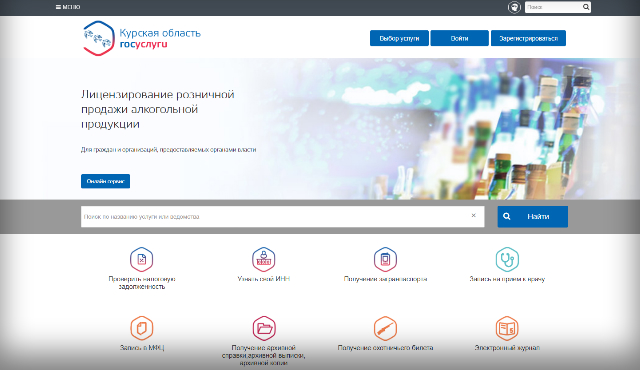 МЕНЮ
Поиск
Курская область
госуслуги
Выбор услуги
Войти
Зарегистрироваться
Лицензирование розничной
продажи алкогольной
продукции
Для граждан и организаций, предоставляемых органами власти
Онлайн сервис
Поиск по названию услуги или ведомства
×
Найти
Проверить налоговую
задолженность
Узнать свой ИНН
Получение загранпаспорта
Запись на прием к врачу
Запись в МФЦ
Получение архивной
справки,архивной выписки,
архивной копии
Получение охотничьего билета
Электронный журнал